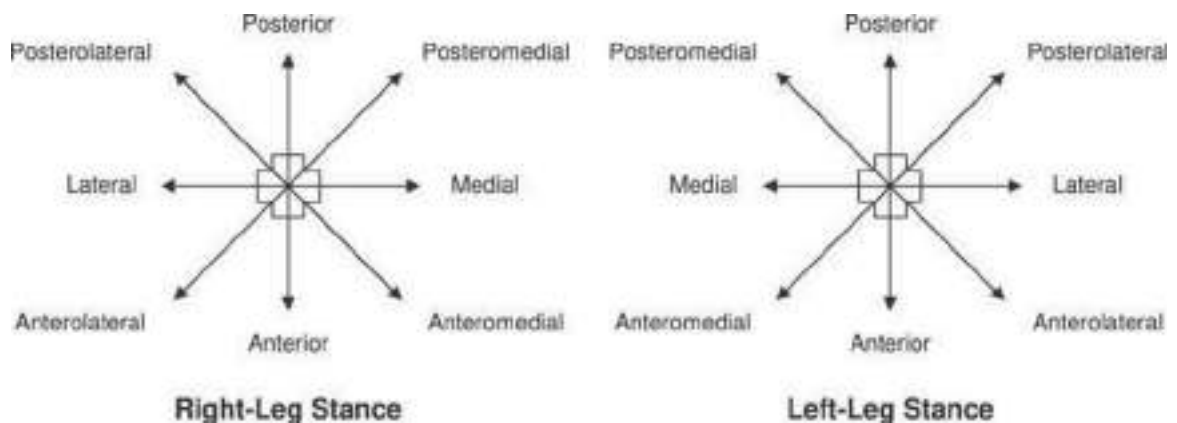 Posterior
Posterolateral
Posteromedial
Lateral
Medial
Anterolateral
Anteromedial
Anterior
Right-Leg Stance
Posterior
Posteromedial
Posterolateral
Medial
Lateral
Anteromedial
Anterolateral
Anterior
Left-Leg Stance